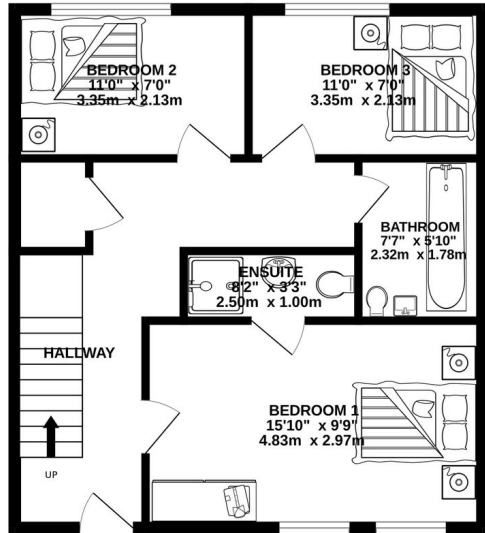 BEDROOM 2
11'0" x 7'0"
3.35m x 2.13m
BEDROOM 3
11'0" x 7'0"
3.35m x 2.13m
BATHROOM
7'7" x 5'10"
2.32m x 1.78m
ENSUITE
8'2" x 3'3"
2.50m x 1.00m
HALLWAY
BEDROOM 1
15'10" x 9'9"
4.83m x 2.97m
UP